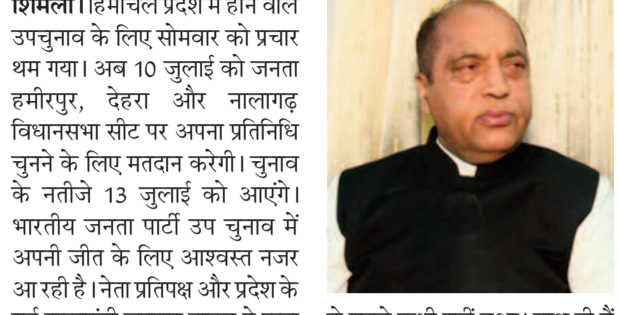 शिमला। हिमाचल प्रदेश में होने वाले
उपचुनाव के लिए सोमवार को प्रचार
थम गया। अब 10 जुलाई को जनता
हमीरपुर, देहरा और नालागढ़
विधानसभा सीट पर अपना प्रतिनिधि
चुनने के लिए मतदान करेगी। चुनाव
के नतीजे 13 जुलाई को आएंगे।
भारतीय जनता पार्टी उप चुनाव में
अपनी जीत के लिए आश्वस्त नजर
आ रही है। नेता प्रतिपक्ष और प्रदेश के